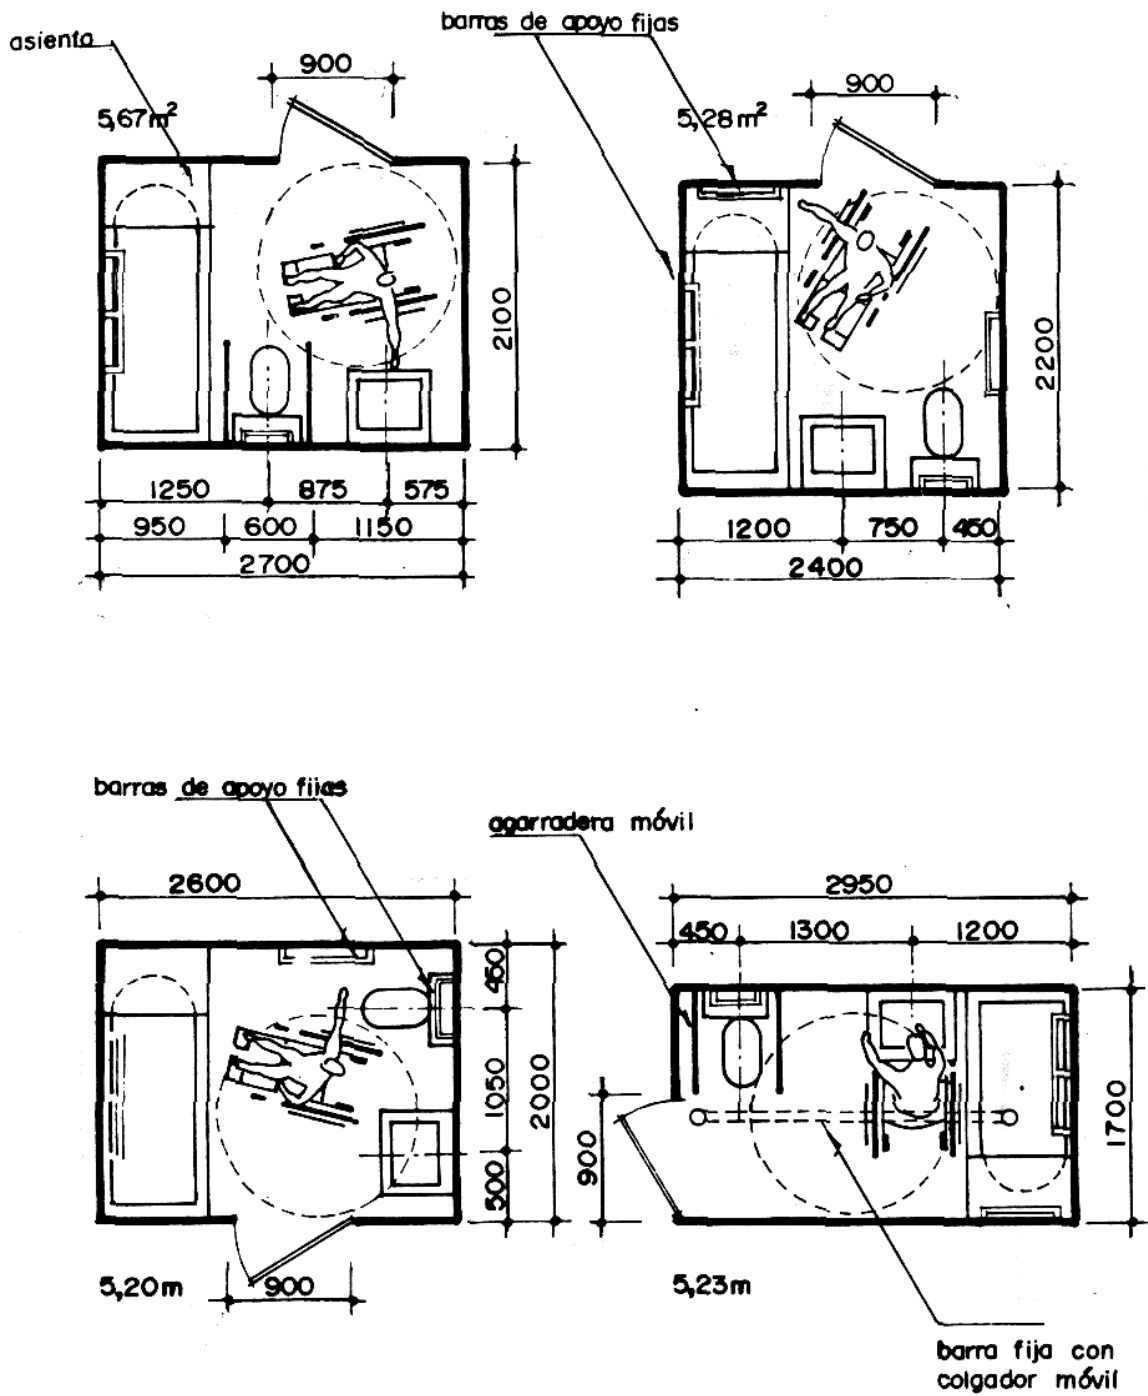 asiento
barras de apoyo fijas
900
900
5,67m²
5,28m²
2100
2200
1250 875 575
950 600 1150
2700
1200 750 450
2400
barras de apoyo fijas
agarradera móvil
2600
2950
450 1300 1200
450
1050
2000
500
900
1700
5,20m
900
5,23m
barra fija con
colgador móvil